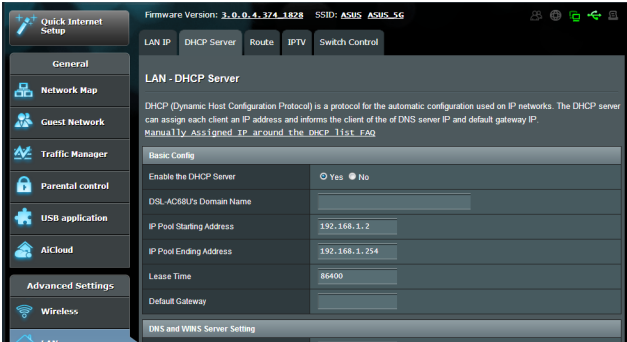 Quick Internet
Setup
Firmware Version: 3.0.0.4.374_1828 SSID: ASUS ASUS_5G
LAN IP DHCP Server Route IPTV Switch Control
General
Network Map
Guest Network
Traffic Manager
Parental control
USB application
AiCloud
Advanced Settings
Wireless
LAN
LAN - DHCP Server
DHCP (Dynamic Host Configuration Protocol) is a protocol for the automatic configuration used on IP networks. The DHCP server
can assign each client an IP address and informs the client of the of DNS server IP and default gateway IP.
Manually Assigned IP around the DHCP list FAQ
Basic Config
Enable the DHCP Server Yes No
DSL-AC68U's Domain Name
IP Pool Starting Address 192.168.1.2
IP Pool Ending Address 192.168.1.254
Lease Time 86400
Default Gateway
DNS and WINS Server Setting